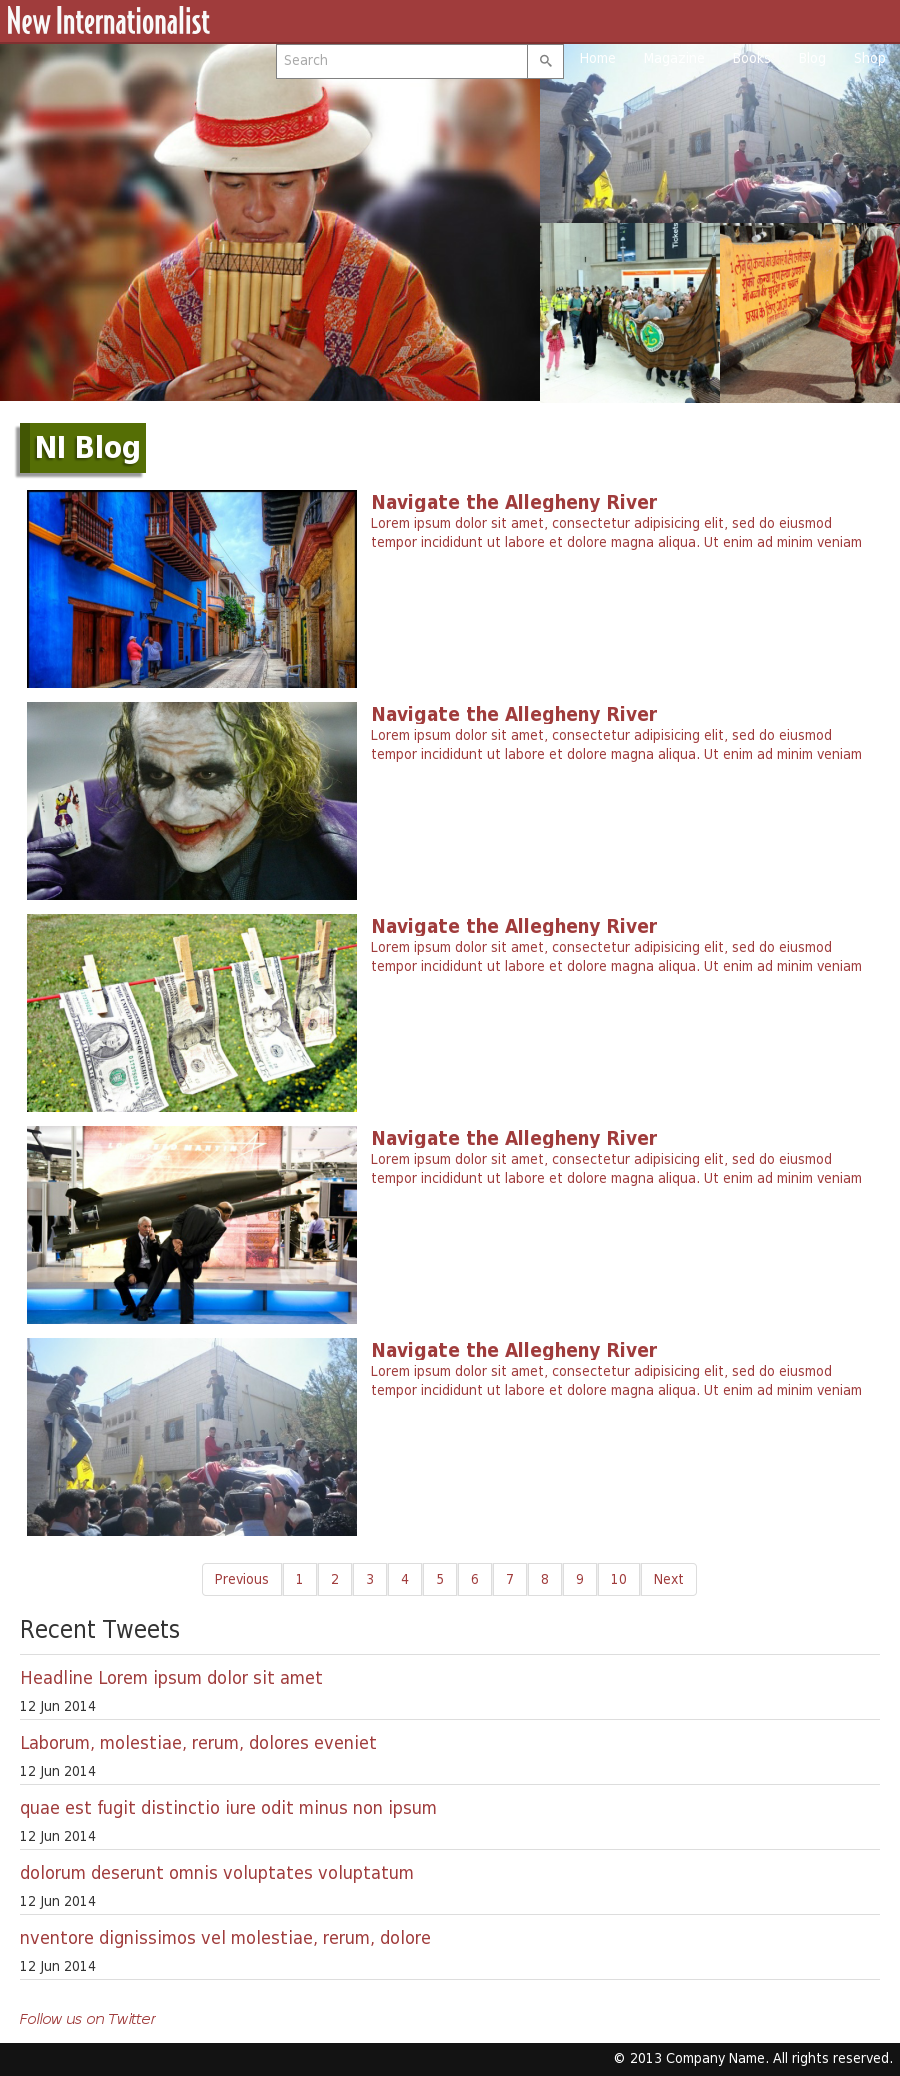 New Internationalist
Search
Home Magazine Books Blog Shop
Tickets
NI Blog
Navigate the Allegheny River
Lorem ipsum dolor sit amet, consectetur adipisicing elit, sed do eiusmod
tempor incididunt ut labore et dolore magna aliqua. Ut enim ad minim veniam
Navigate the Allegheny River
Lorem ipsum dolor sit amet, consectetur adipisicing elit, sed do eiusmod
tempor incididunt ut labore et dolore magna aliqua. Ut enim ad minim veniam
Navigate the Allegheny River
Lorem ipsum dolor sit amet, consectetur adipisicing elit, sed do eiusmod
tempor incididunt ut labore et dolore magna aliqua. Ut enim ad minim veniam
Navigate the Allegheny River
Lorem ipsum dolor sit amet, consectetur adipisicing elit, sed do eiusmod
tempor incididunt ut labore et dolore magna aliqua. Ut enim ad minim veniam
Navigate the Allegheny River
Lorem ipsum dolor sit amet, consectetur adipisicing elit, sed do eiusmod
tempor incididunt ut labore et dolore magna aliqua. Ut enim ad minim veniam
Previous 1 2 3 4 5 6 7 8 9 10 Next
Recent Tweets
Headline Lorem ipsum dolor sit amet
12 Jun 2014
Laborum, molestiae, rerum, dolores eveniet
12 Jun 2014
quae est fugit distinctio iure odit minus non ipsum
12 Jun 2014
dolorum deserunt omnis voluptates voluptatum
12 Jun 2014
nventore dignissimos vel molestiae, rerum, dolore
12 Jun 2014
Follow us on Twitter
© 2013 Company Name. All rights reserved.